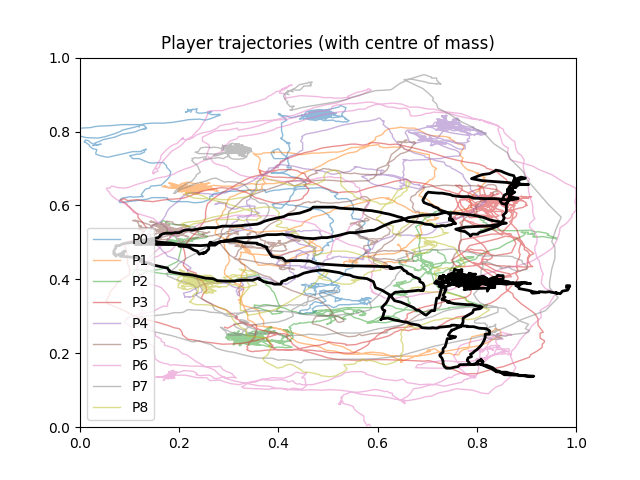 Player trajectories (with centre of mass)
1.0
0.8
0.6
0.4
0.2
0.0
P0
P1
P2
P3
P4
P5
P6
P7
P8
0.0 0.2 0.4 0.6 0.8 1.0